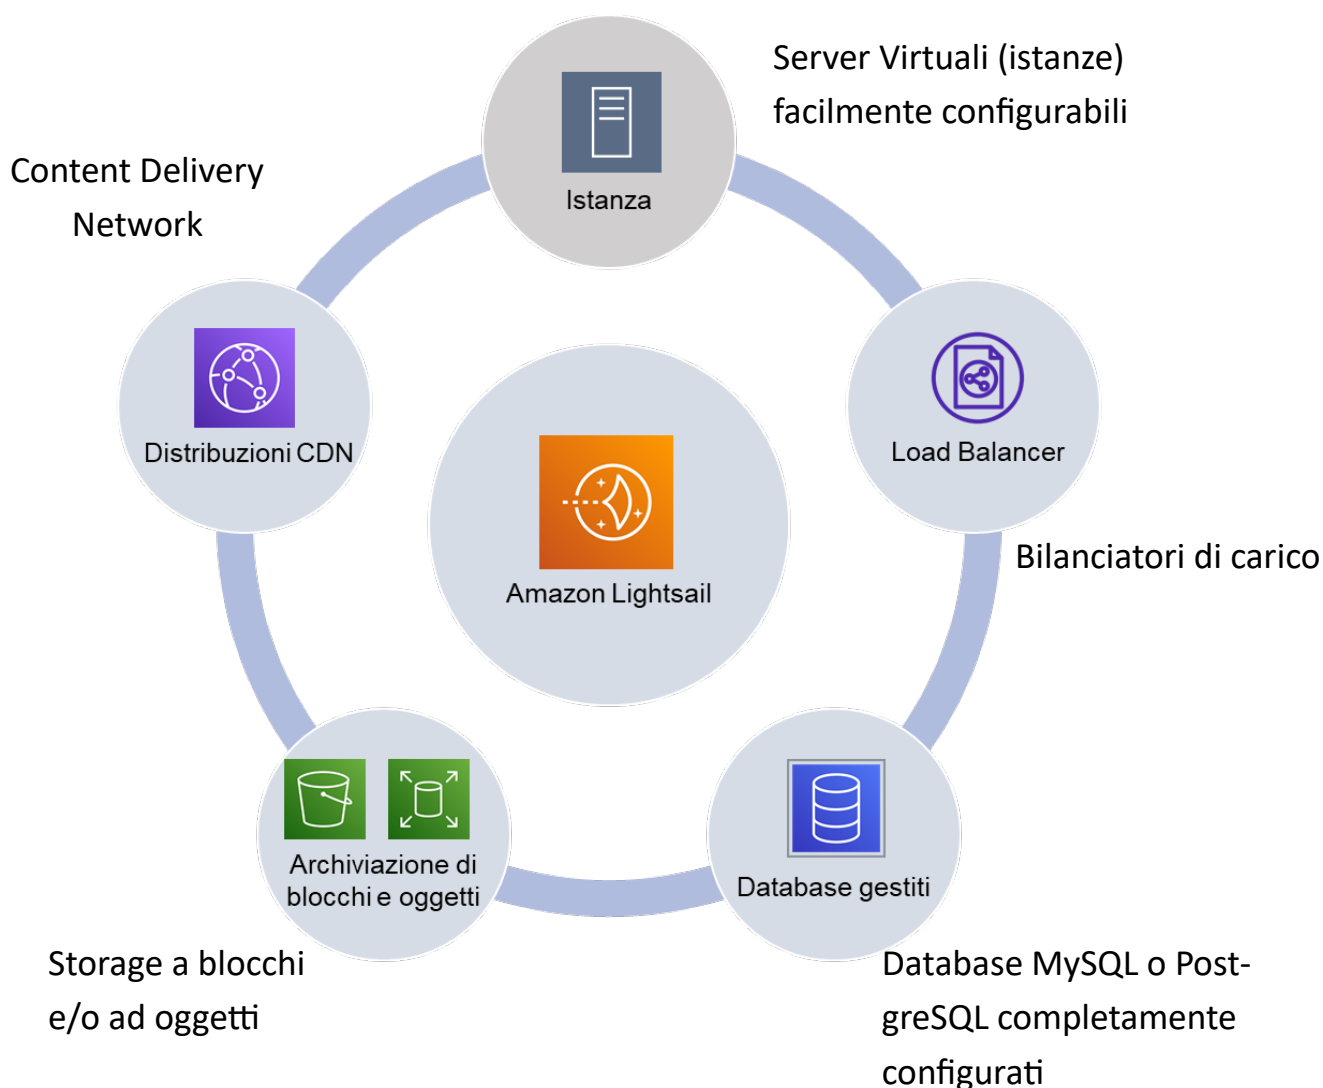 Server Virtuali (istanze)
facilmente configurabili
Istanza
Content Delivery
Network
Distribuzioni CDN
Load Balancer
Bilanciatori di carico
Amazon Lightsail
Archiviazione di
blocchi e oggetti
Storage a blocchi
e/o ad oggetti
Database gestiti
Database MySQL o Post-
greSQL completamente
configurati